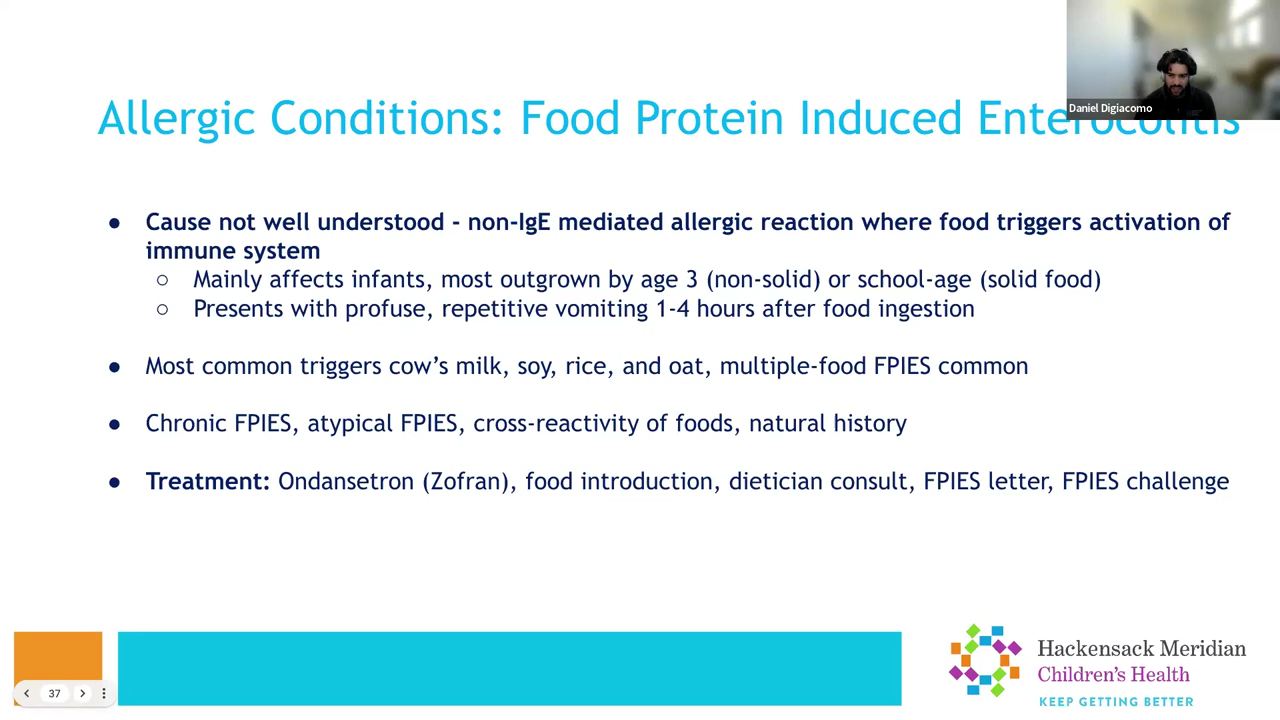 Daniel Digiacomo
Allergic Conditions: Food Protein Induced Enterocolitis
● Cause not well understood - non-IgE mediated allergic reaction where food triggers activation of
immune system
○ Mainly affects infants, most outgrown by age 3 (non-solid) or school-age (solid food)
○ Presents with profuse, repetitive vomiting 1-4 hours after food ingestion
● Most common triggers cow's milk, soy, rice, and oat, multiple-food FPIES common
● Chronic FPIES, atypical FPIES, cross-reactivity of foods, natural history
● Treatment: Ondansetron (Zofran), food introduction, dietician consult, FPIES letter, FPIES challenge
37
Hackensack Meridian
Children's Health
KEEP GETTING BETTER